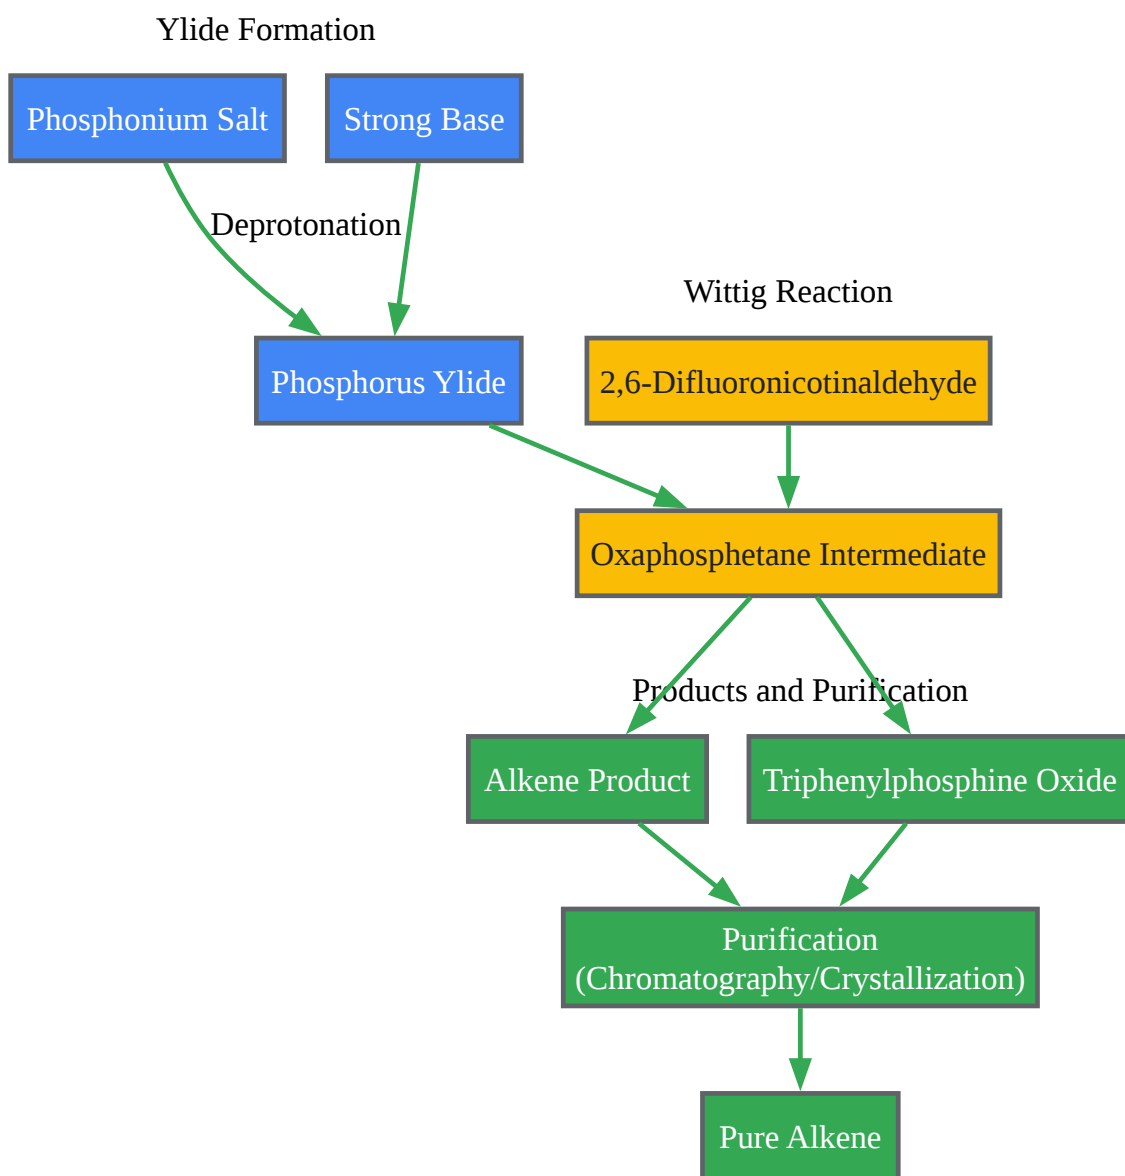 Ylide Formation
Phosphonium Salt
Strong Base
Deprotonation
Wittig Reaction
Phosphorus Ylide
2,6-Difluoronicotinaldehyde
Oxaphosphetane Intermediate
Products and Purification
Alkene Product
Triphenylphosphine Oxide
Purification
(Chromatography/Crystallization)
Pure Alkene